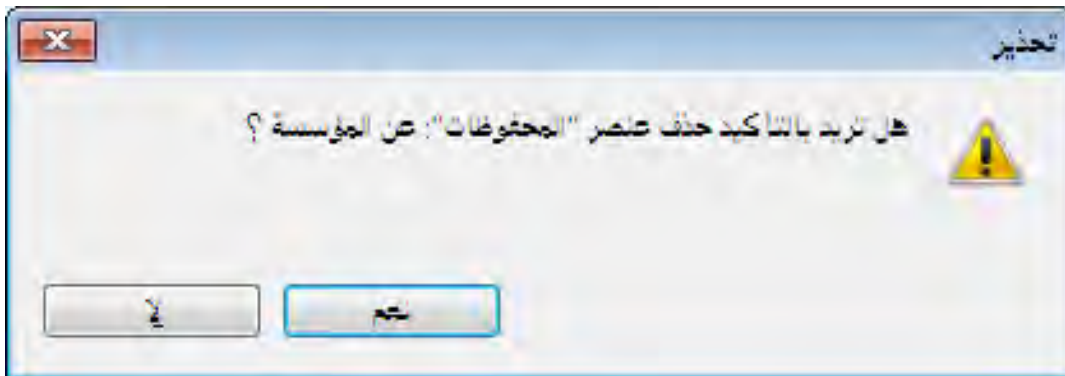 تحذير
هل تريد بالتأكيد حذف عنصر "المحفوظات": عن المؤسسة ؟
نعم
لا